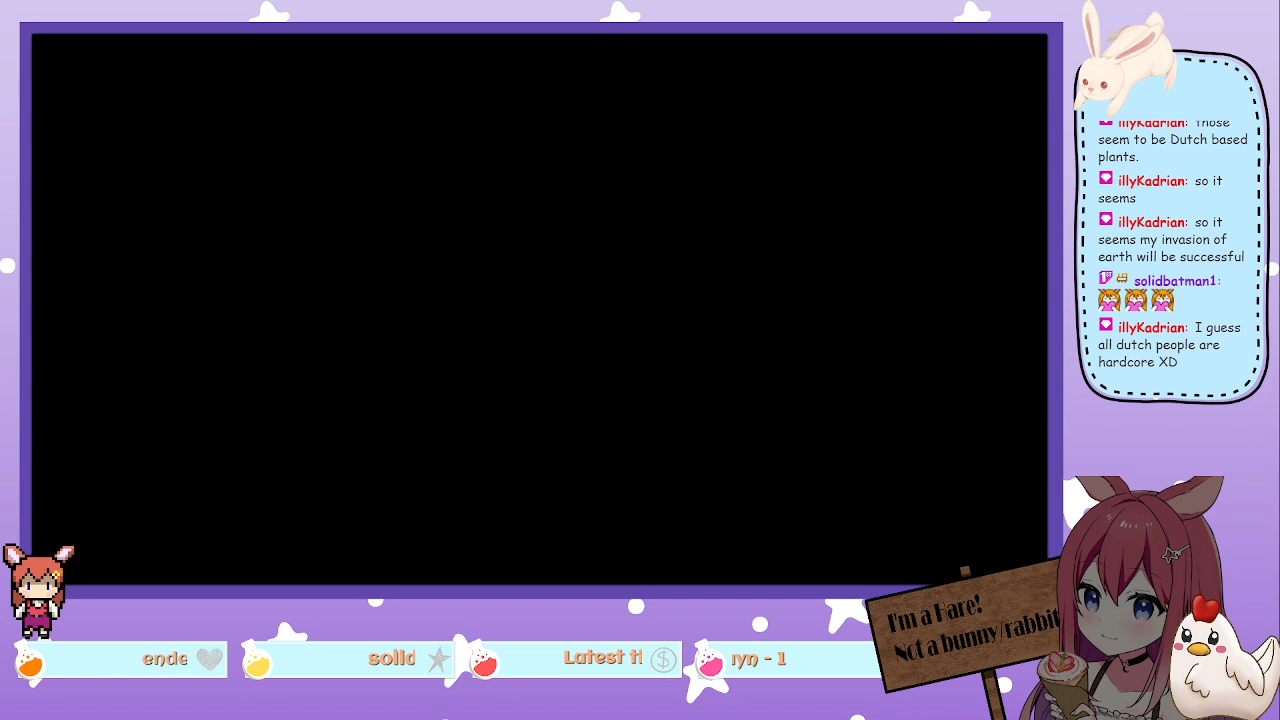 illyKadrian: Those
seem to be Dutch based
plants.
illyKadrian: so it
seems
illyKadrian: so it
seems my invasion of
earth will be successful
solidbatman1:
illyKadrian: I guess
all dutch people are
hardcore XD
I'm a Hare!
Not a bunny/rabbit
ende
solid
Latest
- 1